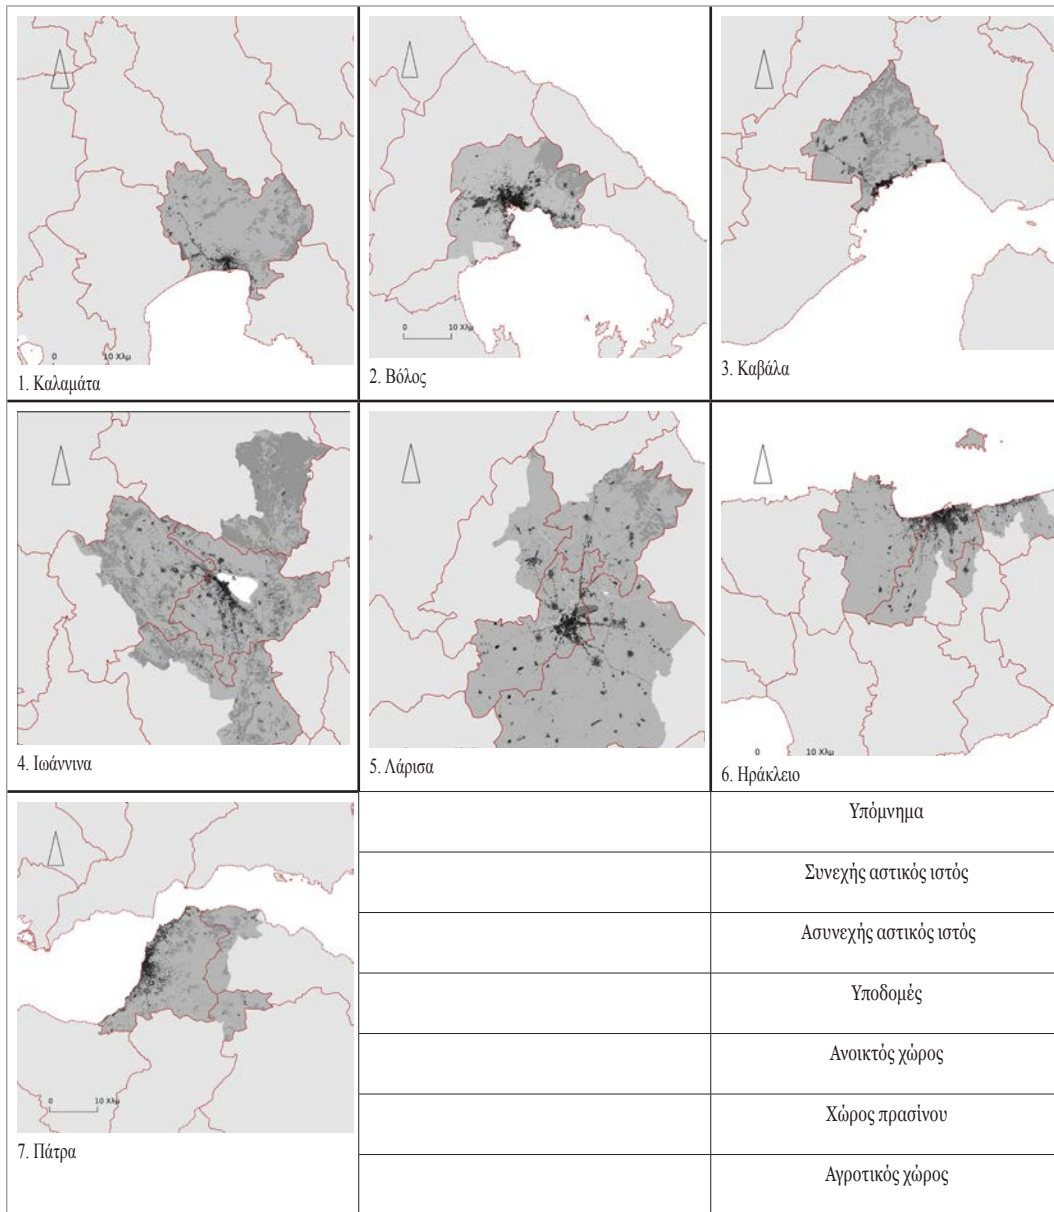 0 10 Χλμ
1. Καλαμάτα
0 10 Χλμ
2. Βόλος
3. Καβάλα
4. Ιωάννινα
5. Λάρισα
0 10 Χλμ
6. Ηράκλειο
0 10 Χλμ
7. Πάτρα
Υπόμνημα
Συνεχής αστικός ιστός
Ασυνεχής αστικός ιστός
Υποδομές
Ανοικτός χώρος
Χώρος πρασίνου
Αγροτικός χώρος